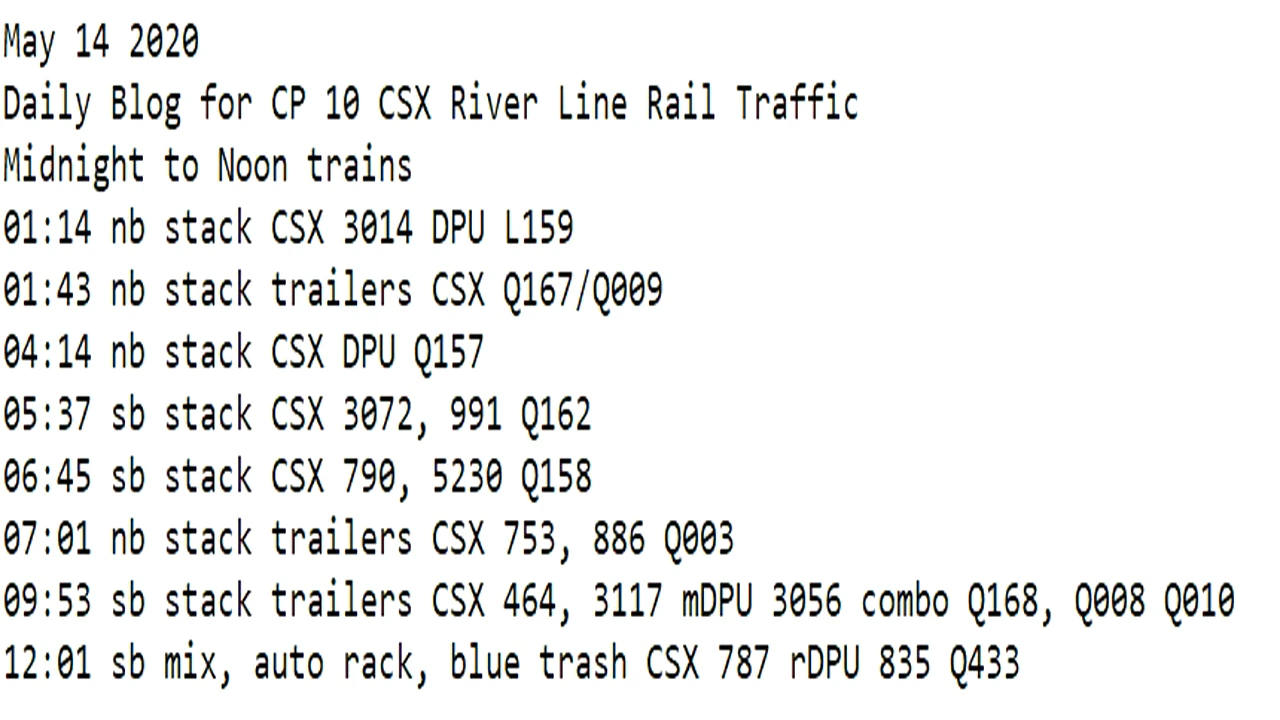 May 14 2020
Daily Blog for CP 10 CSX River Line Rail Traffic
Midnight to Noon trains
01:14 nb stack CSX 3014 DPU L159
01:43 nb stack trailers CSX Q167/Q009
04:14 nb stack CSX DPU Q157
05:37 sb stack CSX 3072, 991 Q162
06:45 sb stack CSX 790, 5230 Q158
07:01 nb stack trailers CSX 753, 886 Q003
09:53 sb stack trailers CSX 464, 3117 mDPU 3056 combo Q168, Q008 Q010
12:01 sb mix, auto rack, blue trash CSX 787 rDPU 835 Q433